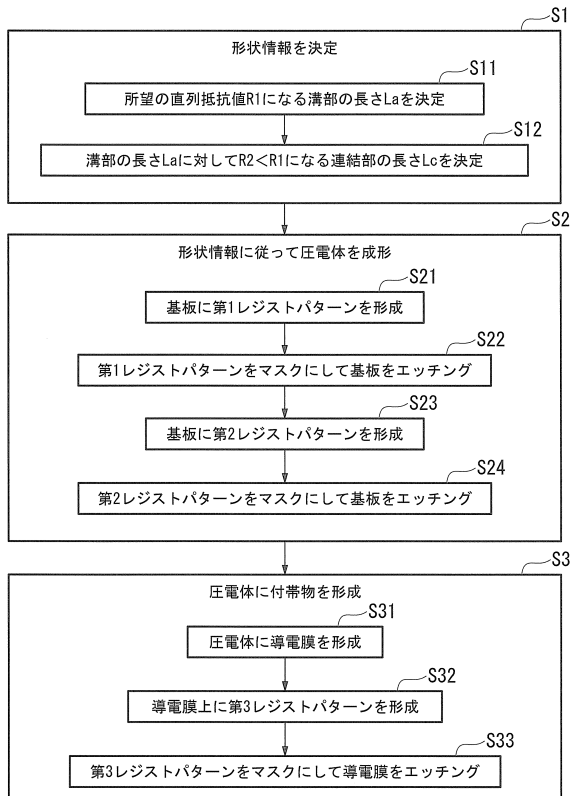 S1
形状情報を決定
S11
所望の直列抵抗値R1になる溝部の長さLaを決定
S12
溝部の長さLaに対してR2<R1になる連結部の長さLcを決定
S2
形状情報に従って圧電体を成形
S21
基板に第1レジストパターンを形成
S22
第1レジストパターンをマスクにして基板をエッチング
S23
基板に第2レジストパターンを形成
S24
第2レジストパターンをマスクにして基板をエッチング
S3
圧電体に付帯物を形成
S31
圧電体に導電膜を形成
S32
導電膜上に第3レジストパターンを形成
S33
第3レジストパターンをマスクにして導電膜をエッチング